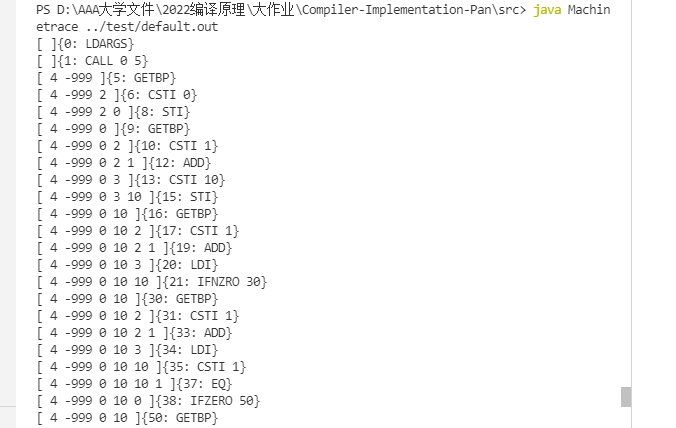 PS D:\AAA大学文件\2022编译原理\大作业\Compiler-Implementation-Pan\src> java Machin
etrace ../test/default.out
[ ]{0: LDARGS}
[ ]{1: CALL 0 5}
[ 4 -999 ]{5: GETBP}
[ 4 -999 2 ]{6: CSTI 0}
[ 4 -999 2 0 ]{8: STI}
[ 4 -999 0 ]{9: GETBP}
[ 4 -999 0 2 ]{10: CSTI 1}
[ 4 -999 0 2 1 ]{12: ADD}
[ 4 -999 0 3 ]{13: CSTI 10}
[ 4 -999 0 3 10 ]{15: STI}
[ 4 -999 0 10 ]{16: GETBP}
[ 4 -999 0 10 2 ]{17: CSTI 1}
[ 4 -999 0 10 2 1 ]{19: ADD}
[ 4 -999 0 10 3 ]{20: LDI}
[ 4 -999 0 10 10 ]{21: IFNZRO 30}
[ 4 -999 0 10 ]{30: GETBP}
[ 4 -999 0 10 2 ]{31: CSTI 1}
[ 4 -999 0 10 2 1 ]{33: ADD}
[ 4 -999 0 10 3 ]{34: LDI}
[ 4 -999 0 10 10 ]{35: CSTI 1}
[ 4 -999 0 10 10 1 ]{37: EQ}
[ 4 -999 0 10 0 ]{38: IFZERO 50}
[ 4 -999 0 10 ]{50: GETBP}